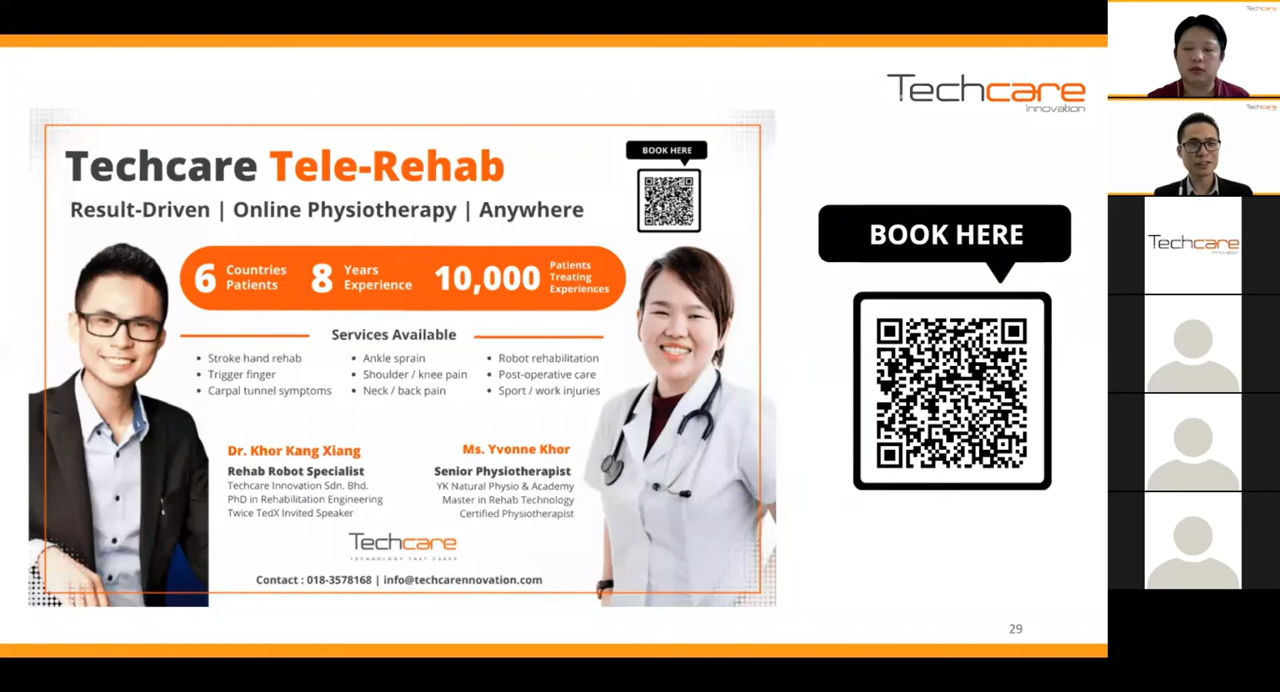 Techcare
Innovation
Techcare Tele-Rehab
Result-Driven | Online Physiotherapy | Anywhere
BOOK HERE
6 Countries Patients
8 Years Experience
10,000 Patients Treating Experiences
Services Available
• Stroke hand rehab
• Trigger finger
• Carpal tunnel symptoms
• Ankle sprain
• Shoulder / knee pain
• Neck / back pain
• Robot rehabilitation
• Post-operative care
• Sport / work injuries
Dr. Khor Kang Xiang
Rehab Robot Specialist
Techcare Innovation Sdn. Bhd.
PhD in Rehabilitation Engineering
Twice TedX Invited Speaker
Ms. Yvonne Khor
Senior Physiotherapist
YK Natural Physio & Academy
Master in Rehab Technology
Certified Physiotherapist
Techcare
TECHNOLOGY THAT CARES
Contact : 018-3578168 | info@techcarennovation.com
BOOK HERE
29
Techcare
Techcare
Techcare
Innovation